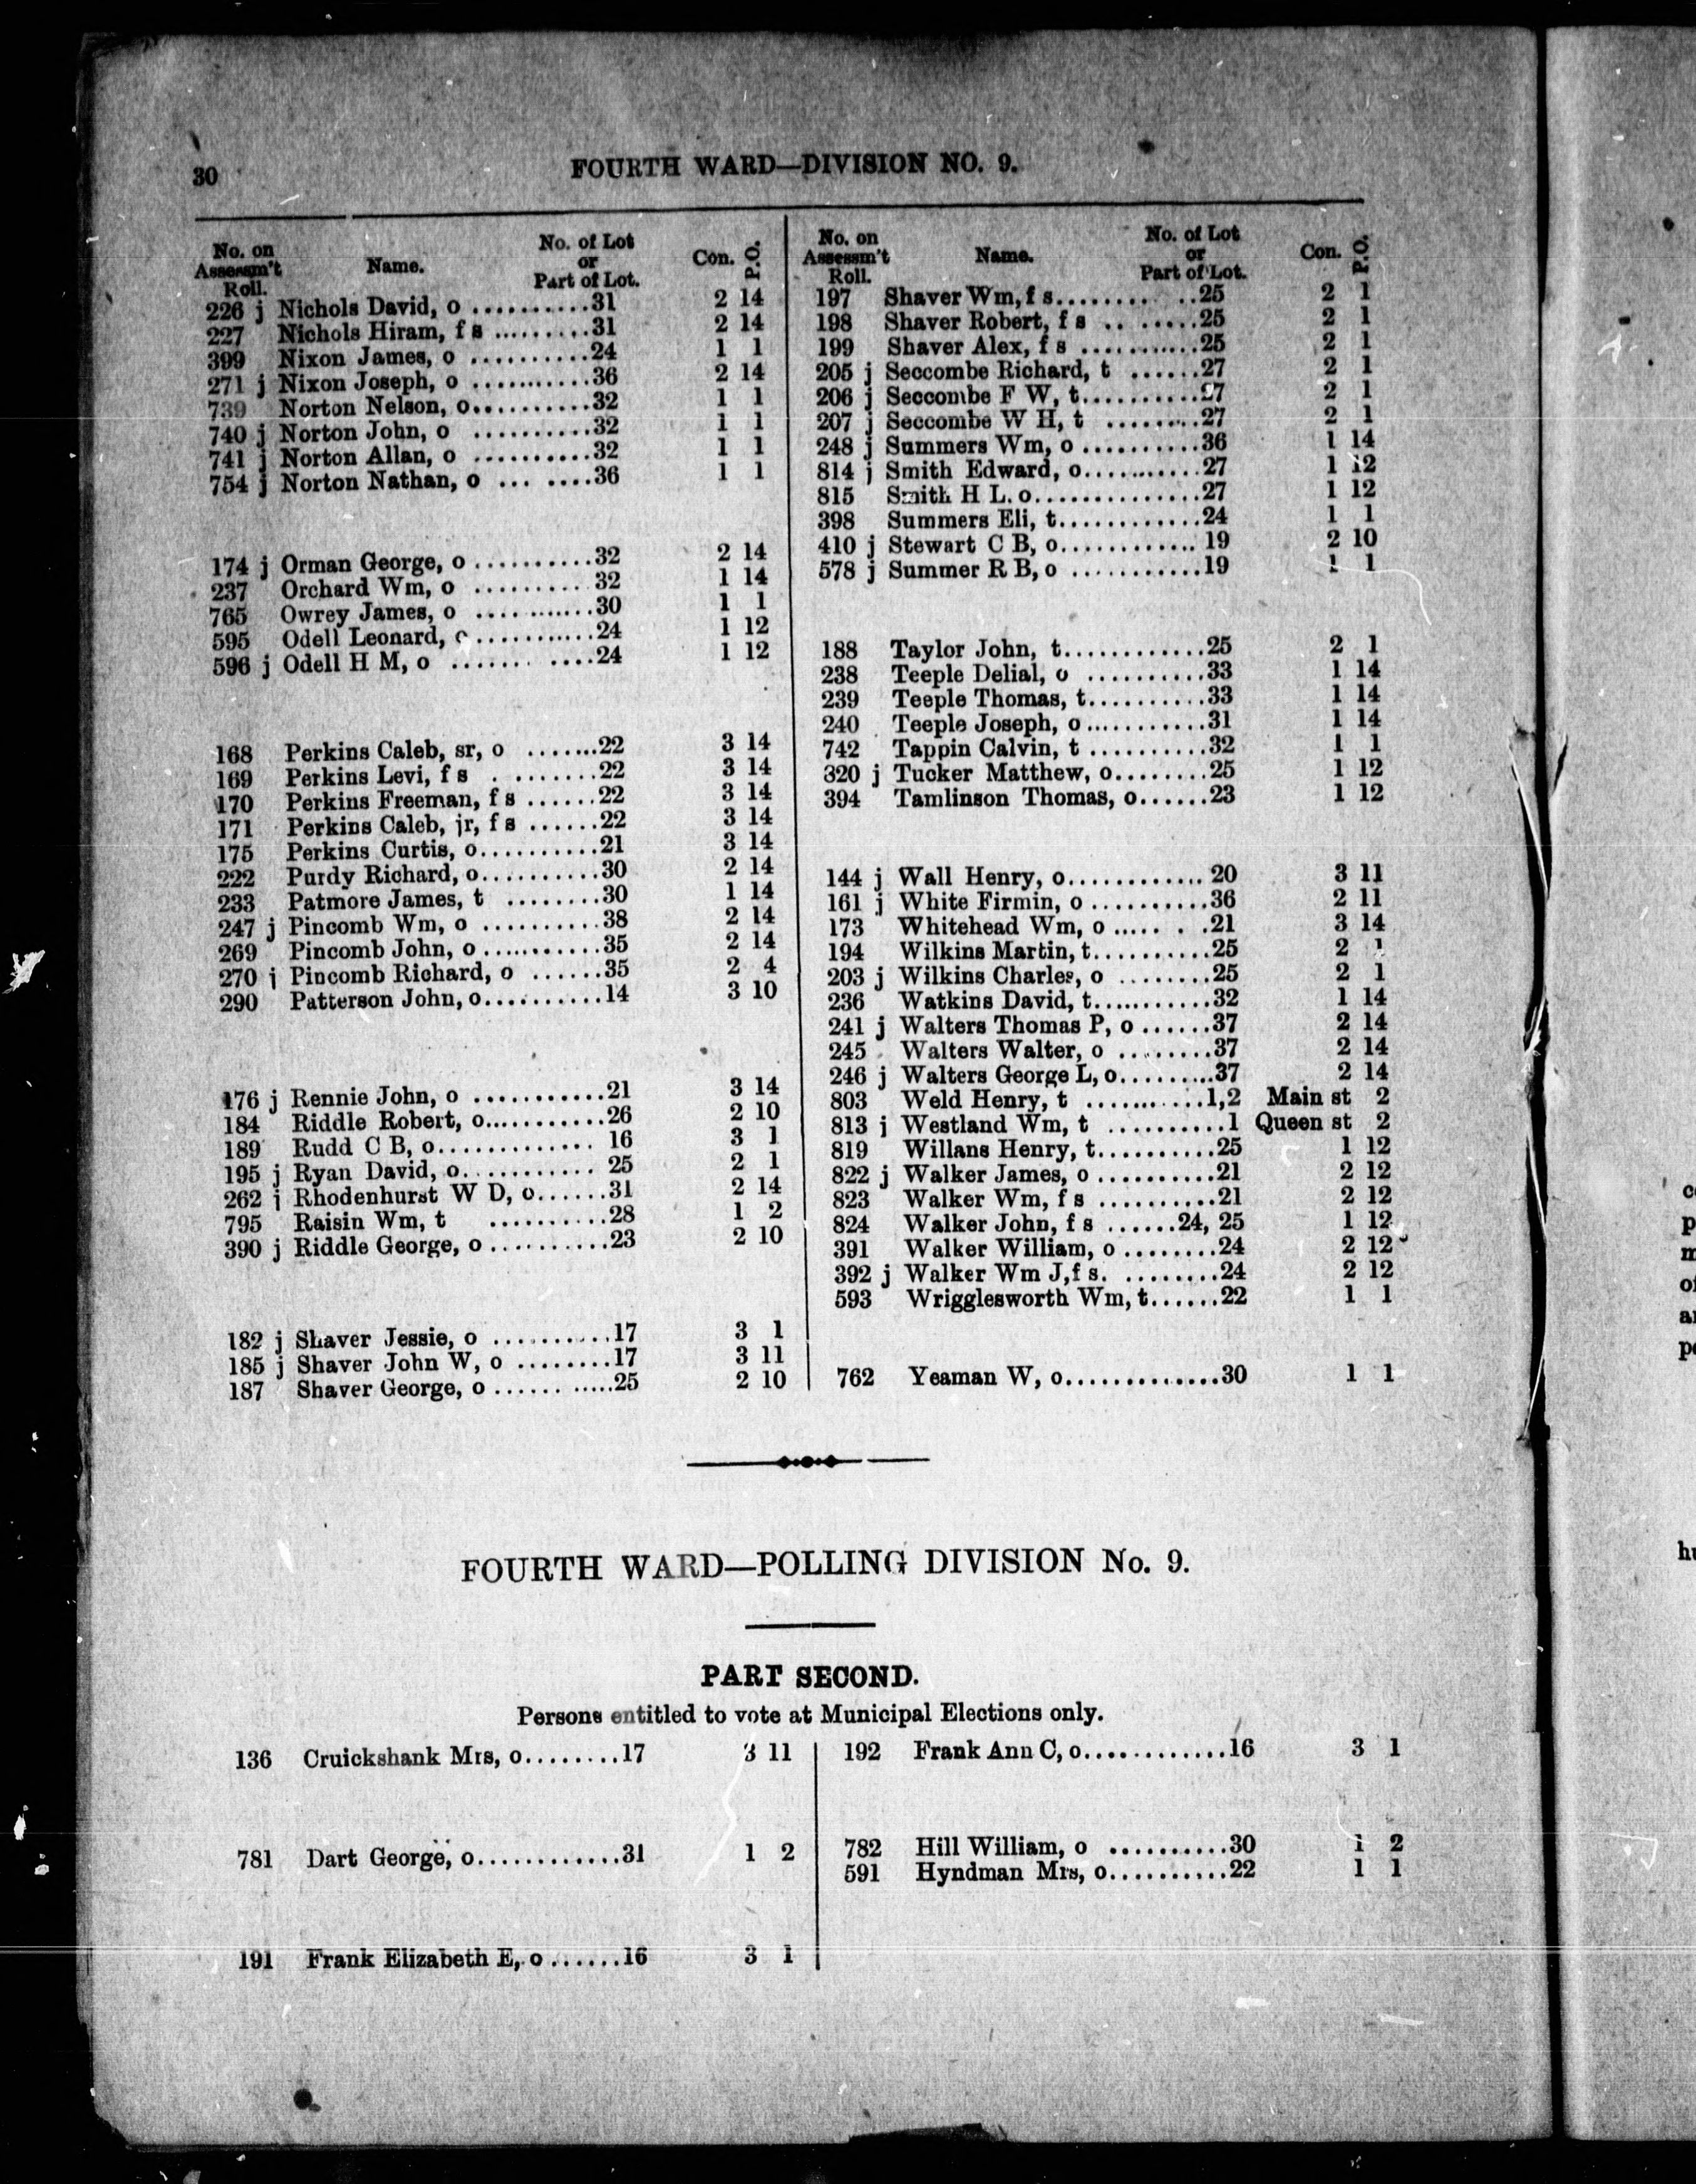 30
FOURTH WARD—DIVISION NO. 9.
No. on Assessm't Roll. Name. No. of Lot or Part of Lot. Con. P.O.
226 j Nichols David, o ...........31 2 14
227 Nichols Hiram, f s .........31 2 14
399 Nixon James, o ..........24 1 1
271 j Nixon Joseph, o ..........36 2 14
739 Norton Nelson, o..........32 1 1
740 j Norton John, o ..........32 1 1
741 j Norton Allan, o ..........32 1 1
754 j Norton Nathan, o ... ....36 1 1
174 j Orman George, o ..........32 2 14
237 Orchard Wm, o ..........32 1 14
765 Owrey James, o ..........30 1 1
595 Odell Leonard, o ..........24 1 12
596 j Odell H M, o ....... ....24 1 12
168 Perkins Caleb, sr, o .......22 3 14
169 Perkins Levi, f s . .......22 3 14
170 Perkins Freeman, f s ......22 3 14
171 Perkins Caleb, jr, f s ......22 3 14
175 Perkins Curtis, o..........21 3 14
222 Purdy Richard, o..........30 2 14
233 Patmore James, t ........30 1 14
247 j Pincomb Wm, o ..........38 2 14
269 Pincomb John, o ..........35 2 14
270 j Pincomb Richard, o ......35 2 4
290 Patterson John, o..........14 3 10
176 j Rennie John, o ...........21 3 14
184 Riddle Robert, o...........26 2 10
189 Rudd C B, o.............. 16 3 1
195 j Ryan David, o............ 25 2 1
262 j Rhodenhurst W D, o......31 2 14
795 Raisin Wm, t ..........28 1 2
390 j Riddle George, o ..........23 2 10
182 j Shaver Jessie, o ...........17 3 1
185 j Shaver John W, o ........17 3 11
187 Shaver George, o ...... .....25 2 10
No. on Assessm't Roll. Name. No. of Lot or Part of Lot. Con. P.O.
197 Shaver Wm, f s........ ..25 2 1
198 Shaver Robert, f s .. ......25 2 1
199 Shaver Alex, f s ...........25 2 1
205 j Seccombe Richard, t ......27 2 1
206 j Seccombe F W, t..........27 2 1
207 j Seccombe W H, t ........27 2 1
248 j Summers Wm, o ..........36 1 14
814 j Smith Edward, o..........27 1 12
815 Smith H L. o..............27 1 12
398 Summers Eli, t............24 1 1
410 j Stewart C B, o............ 19 2 10
578 j Summer R B, o ...........19 1 1
188 Taylor John, t............25 2 1
238 Teeple Delial, o ..........33 1 14
239 Teeple Thomas, t..........33 1 14
240 Teeple Joseph, o...........31 1 14
742 Tappin Calvin, t ..........32 1 1
320 j Tucker Matthew, o........25 1 12
394 Tamlinson Thomas, o......23 1 12
144 j Wall Henry, o............ 20 3 11
161 j White Firmin, o ..........36 2 11
173 Whitehead Wm, o ..... . .21 3 14
194 Wilkins Martin, t..........25 2 1
203 j Wilkins Charles, o ........25 2 1
236 Watkins David, t..........32 1 14
241 j Walters Thomas P, o ......37 2 14
245 Walters Walter, o ........37 2 14
246 j Walters George L, o........37 2 14
803 Weld Henry, t ..........1,2 Main st 2
813 j Westland Wm, t ..........1 Queen st 2
819 Willans Henry, t..........25 1 12
822 j Walker James, o ..........21 2 12
823 Walker Wm, f s ..........21 2 12
824 Walker John, f s ......24, 25 1 12
391 Walker William, o ........24 2 12
392 j Walker Wm J, f s. ........24 2 12
593 Wrigglesworth Wm, t......22 1 1
762 Yeaman W, o.............30 1 1
FOURTH WARD—POLLING DIVISION No. 9.
PART SECOND.
Persons entitled to vote at Municipal Elections only.
136 Cruickshank Mrs, o........17 3 11
781 Dart George, o............31 1 2
191 Frank Elizabeth E, o ......16 3 1
192 Frank Ann C, o............16 3 1
782 Hill William, o ..........30 1 2
591 Hyndman Mrs, o..........22 1 1